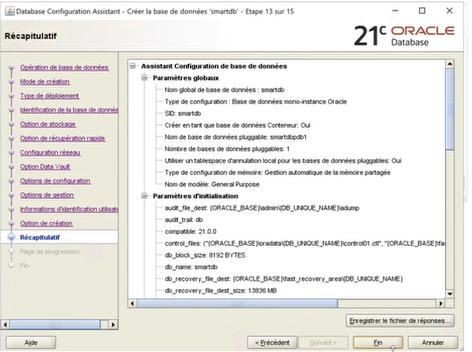 Database Configuration Assistant - Créer la base de données 'smartdb' - Etape 13 sur 15
Récapitulatif
21c ORACLE
Database
Opération de base de données
Mode de création
Type de déploiement
Identification de la base de donnée
Option de stockage
Option de récupération rapide
Configuration réseau
Option Data Vault
Options de configuration
Options de gestion
Informations d'identification utilisate
Option de création
Récapitulatif
Page de progression
Fin
Assistant Configuration de base de données
Paramètres globaux
Nom global de base de données : smartdb
Type de configuration : Base de données mono-instance Oracle
SID: smartdb
Créer en tant que base de données Conteneur: Oui
Nom de base de données pluggable: smartdbpdb1
Nombre de bases de données pluggables: 1
Utiliser un tablespace d'annulation local pour les bases de données pluggables: Oui
Type de configuration de mémoire: Gestion automatique de la mémoire partagée
Nom de modèle: General Purpose
Paramètres d'initialisation
audit_file_dest: {ORACLE_BASE}\admin\{DB_UNIQUE_NAME}\adump
audit_trail: db
compatible: 21.0.0
control_files: ("{ORACLE_BASE}\oradata\{DB_UNIQUE_NAME}\control01.ctl", "{ORACLE_BASE}\fas
db_block_size: 8192 BYTES
db_name: smartdb
db_recovery_file_dest: {ORACLE_BASE}\fast_recovery_area\{DB_UNIQUE_NAME}
db_recovery_file_dest_size: 13836 MB
Enregistrer le fichier de réponses...
Aide
< Précédent
Suivant >
Fin
Annuler